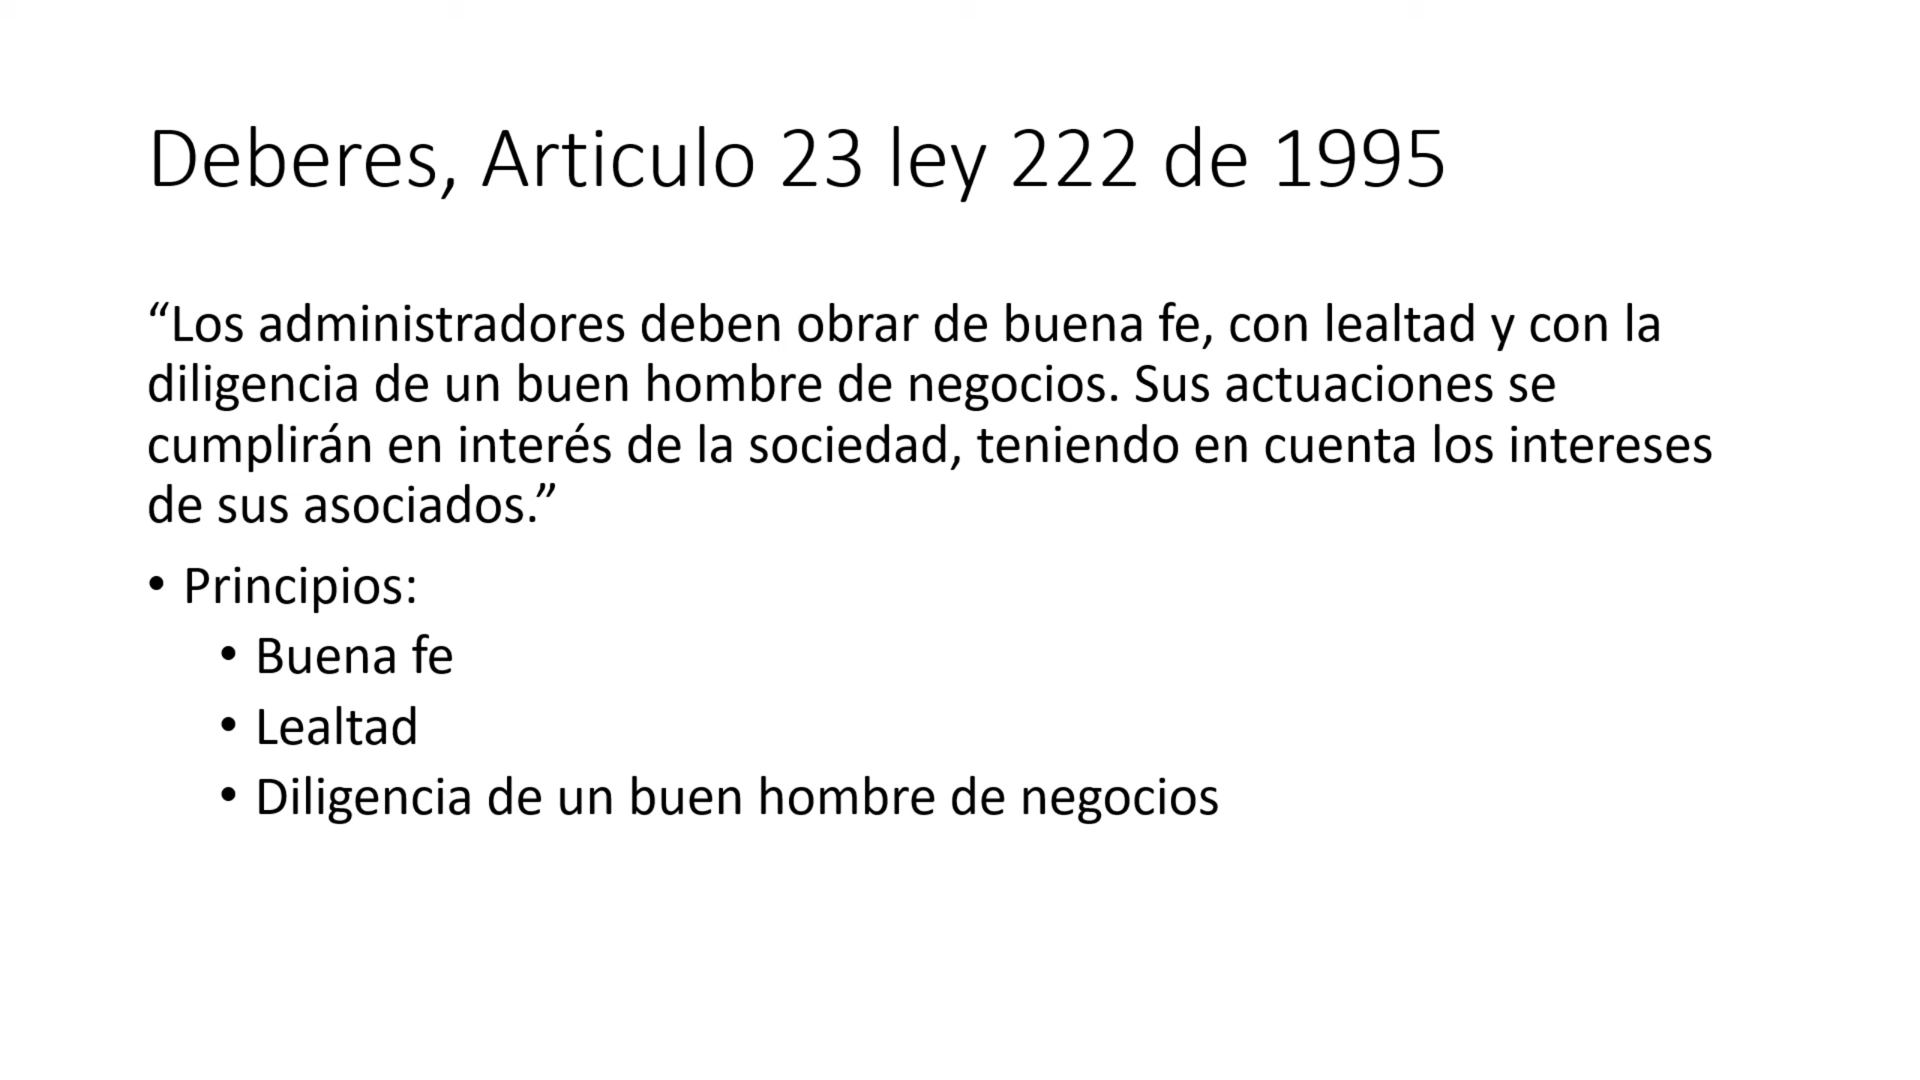 Deberes, Articulo 23 ley 222 de 1995
“Los administradores deben obrar de buena fe, con lealtad y con la
diligencia de un buen hombre de negocios. Sus actuaciones se
cumplirán en interés de la sociedad, teniendo en cuenta los intereses
de sus asociados.”
• Principios:
• Buena fe
• Lealtad
• Diligencia de un buen hombre de negocios